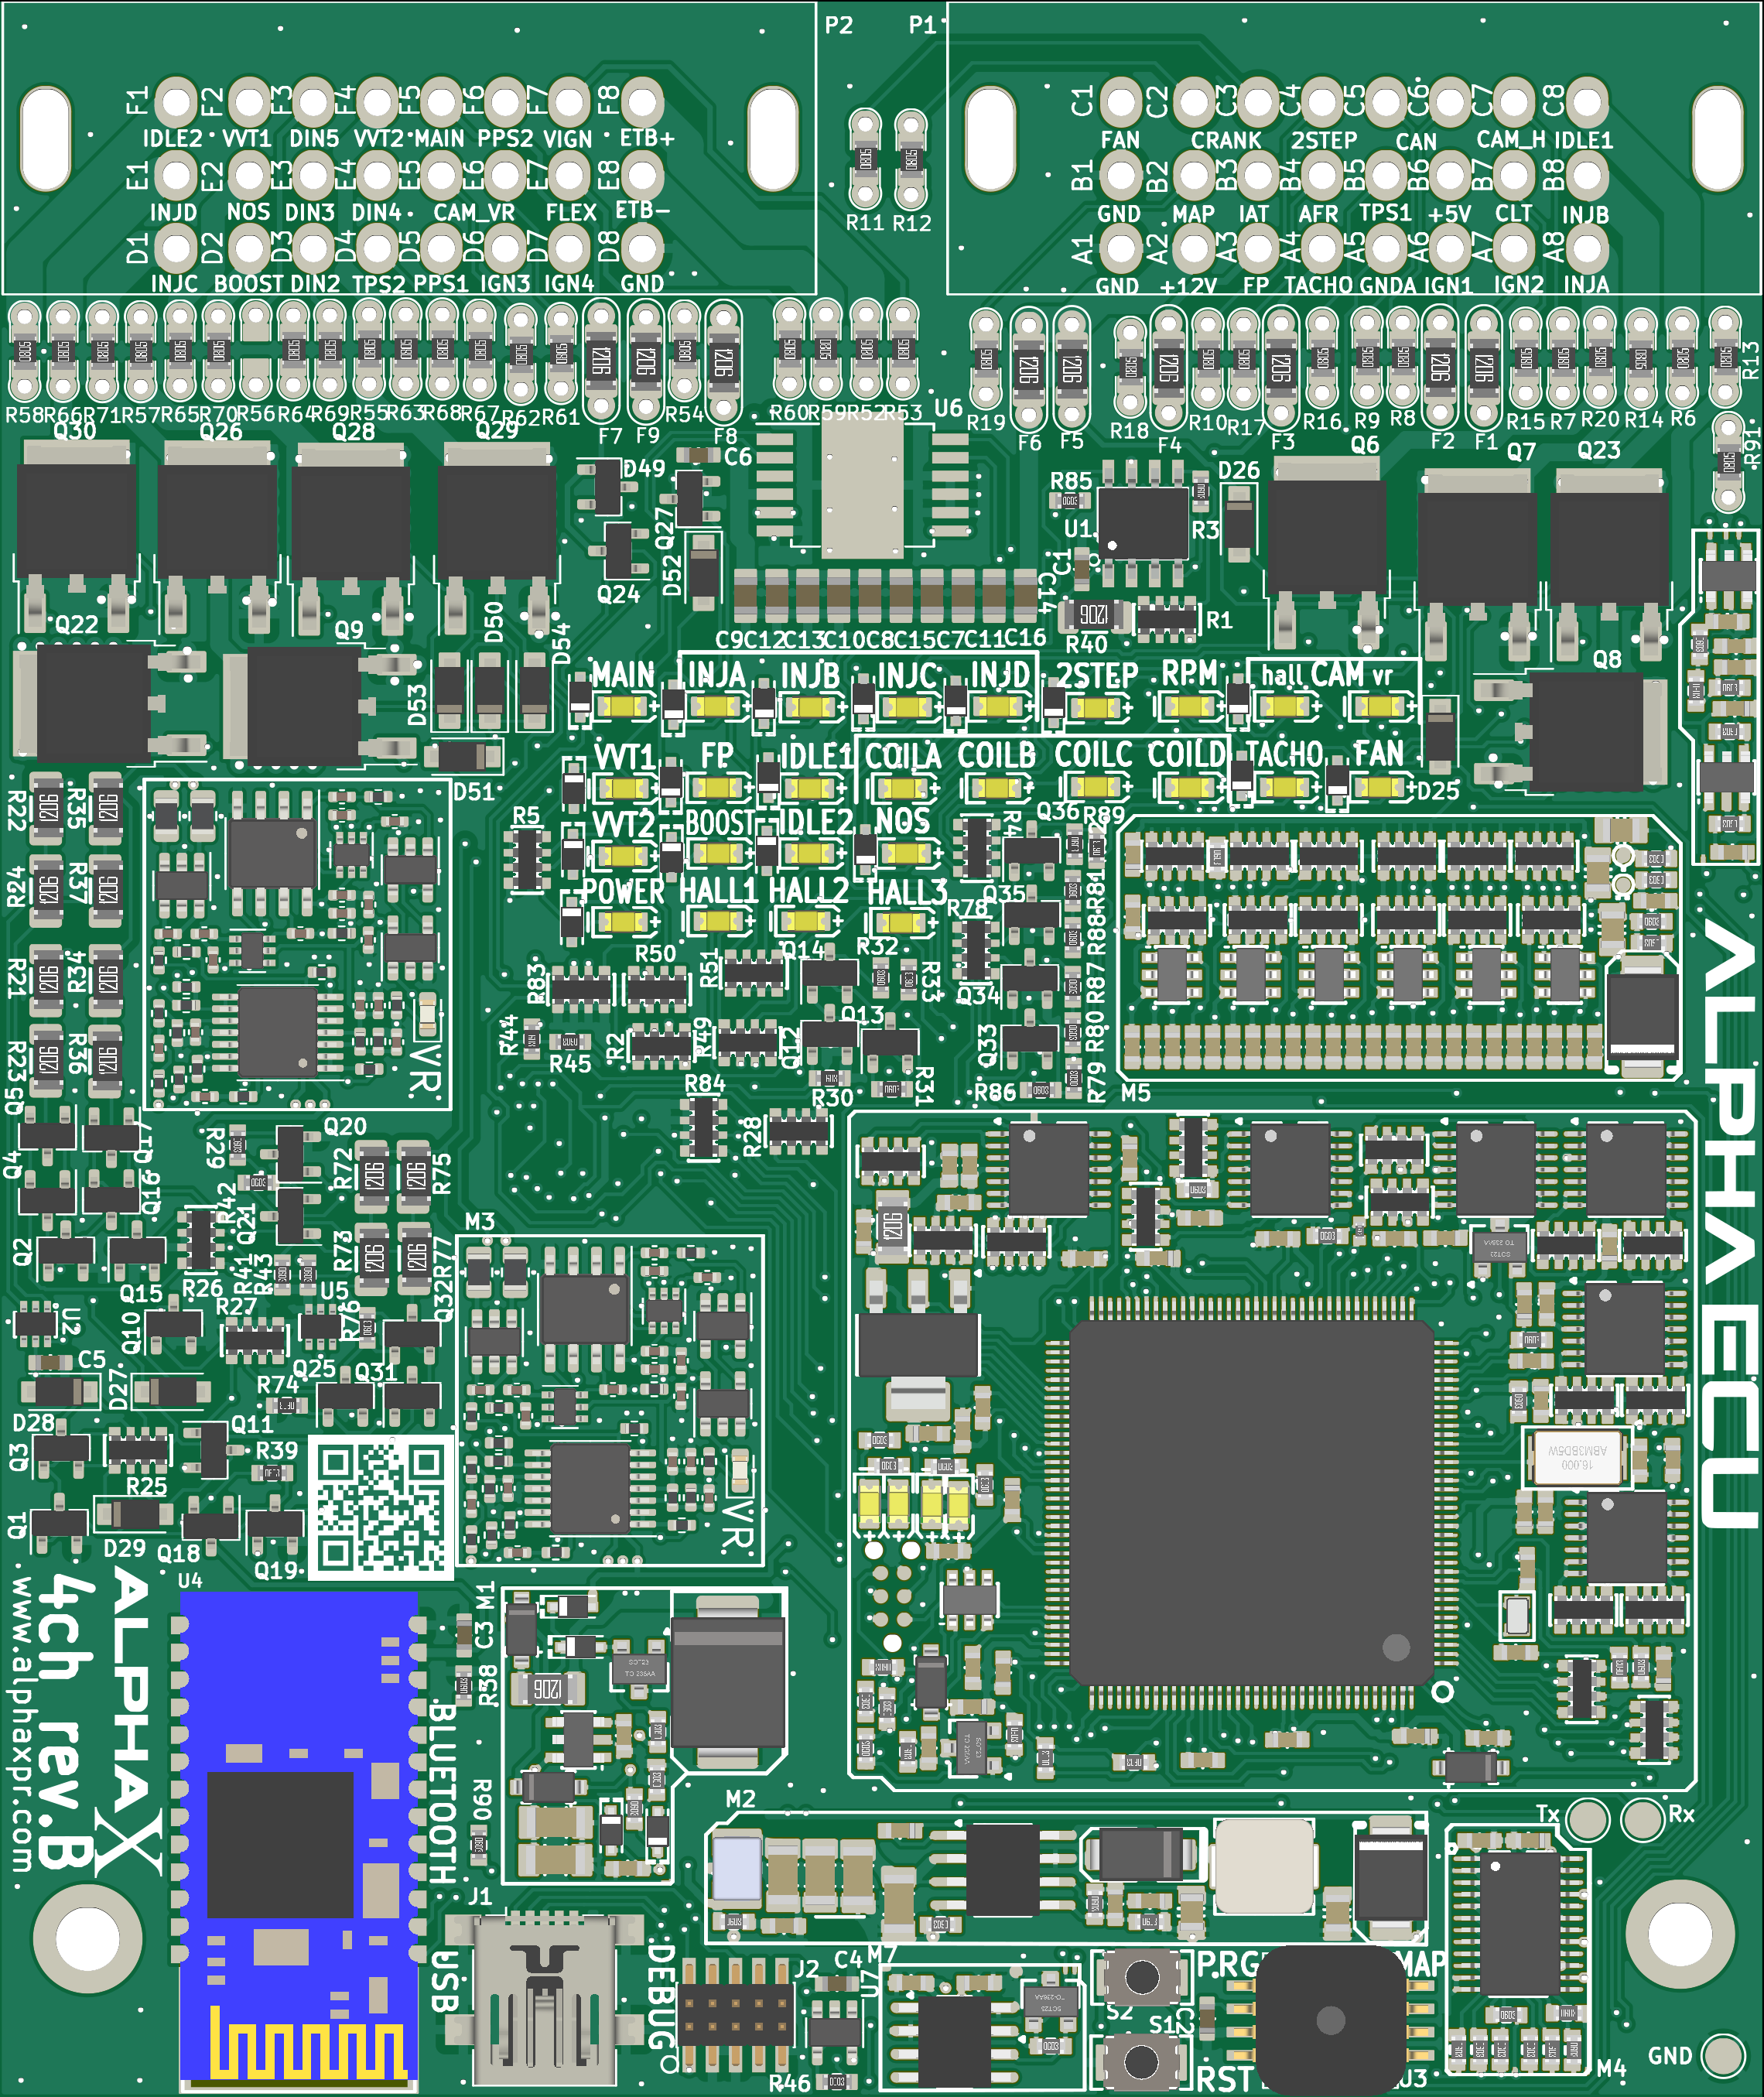 P2 P1
F1 F2 F3 F4 F5 F6 F7 F8
C1 C2 C3 C4 C5 C6 C7 C8
IDLE2 VVT1 DIN5 VVT2 MAIN PPS2 VIGN ETB+
FAN CRANK 2STEP CAN CAM_H IDLE1
E1 E2 E3 E4 E5 E6 E7 E8
B1 B2 B3 B4 B5 B6 B7 B8
INJD NOS DIN3 DIN4 CAM_VR FLEX ETB-
GND MAP IAT AFR TPS1 +5V CLT INJB
R11 R12
D1 D2 D3 D4 D5 D6 D7 D8
A1 A2 A3 A4 A5 A6 A7 A8
INJC BOOST DIN2 TPS2 PPS1 IGN3 IGN4 GND
GND +12V FP TACHO GNDA IGN1 IGN2 INJA
R58 R66 R71 R57 R65 R70 R56 R64 R69 R55 R63 R68 R67 R62 R61 F7 F9 R54 F8 R60 R59 R52 R53 U6
R19 F6 F5 R18 F4 R10 R17 F3 R16 R9 R8 F2 F1 R15 R7 R20 R14 R6 R13
Q30 Q26 Q28 Q29 D49 C6 Q27 R85 D26 Q6 Q7 Q23 R91
U1 R3 C1
Q24 D52 C14
Q22 Q9 D50 D54 R40 R1
C9 C12 C13 C10 C8 C15 C7 C11 C16
D53 MAIN INJA INJB INJC INJD 2STEP RPM hall CAM vr Q8
VVT1 FP IDLE1 COILA COILB COILC COILD TACHO FAN
D51 D25
R22 R35 R5 VVT2 BOOST IDLE2 NOS R4 Q36 R89
R24 R37 POWER HALL1 HALL2 HALL3 Q35 R81
R78 R88
R21 R34 R83 R50 R51 Q14 R32 R33 Q34 R87
R23 R36 VR R44 R45 R2 R49 Q12 Q13 Q33 R80
R84 R30 R31 R86 R79 M5
ALPHA ECU
Q5 Q4 Q17 R29 Q20 R72 R75 R28
Q16 R42 Q21 R73 R77 M3
Q2 R26 R41 R43 Q32
Q15 U5 R76
U2 Q10 R27
C5 Q25 Q31
D27 R74
D28 Q11
Q3 R39
R25
Q1 D29 Q18 Q19 VR
16.000
ABM3BD5W
U4 M1 C3 R38
ALPHAX
4ch rev.B
www.alphaxpr.com
BLUETOOTH
R90
M2 Tx Rx
J1
USB
DEBUG
J2 C4 U7 M7 PRG MAP
S2 S1 C2
R46 RST U3 M4 GND